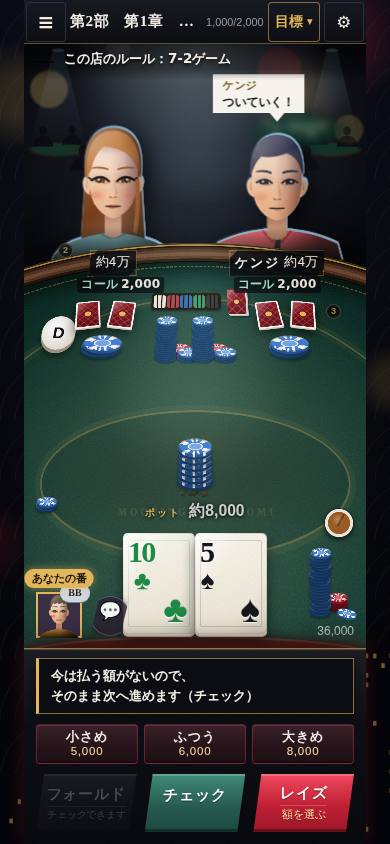 第2部　第1章　… 1,000/2,000 目標▼
この店のルール：7-2ゲーム
ケンジ
ついていく！
2
約4万
ケンジ 約4万
コール 2,000
コール 2,000
D
3
ポット 約8,000
10
5
あなたの番
BB
36,000
今は払う額がないので、
そのまま次へ進めます（チェック）
小さめ ふつう 大きめ
5,000 6,000 8,000
フォールド チェック レイズ
チェックできます 額を選ぶ